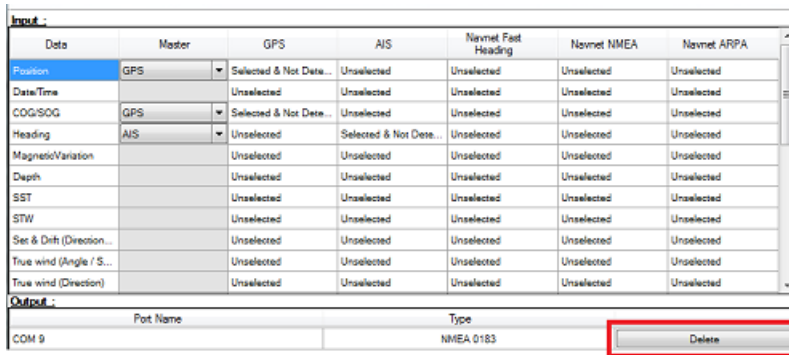 Input :
Data Master GPS AIS Navnet Fast Heading Navnet NMEA Navnet ARPA
Position GPS Selected & Not Dete... Unselected Unselected Unselected Unselected
Date/Time Unselected Unselected Unselected Unselected Unselected
COG/SOG GPS Selected & Not Dete... Unselected Unselected Unselected Unselected
Heading AIS Unselected Selected & Not Dete... Unselected Unselected Unselected
MagneticVariation Unselected Unselected Unselected Unselected Unselected
Depth Unselected Unselected Unselected Unselected Unselected
SST Unselected Unselected Unselected Unselected Unselected
STW Unselected Unselected Unselected Unselected Unselected
Set & Drift (Direction... Unselected Unselected Unselected Unselected Unselected
True wind (Angle / S... Unselected Unselected Unselected Unselected Unselected
True wind (Direction) Unselected Unselected Unselected Unselected Unselected
Output :
Port Name Type
COM 9 NMEA 0183 Delete